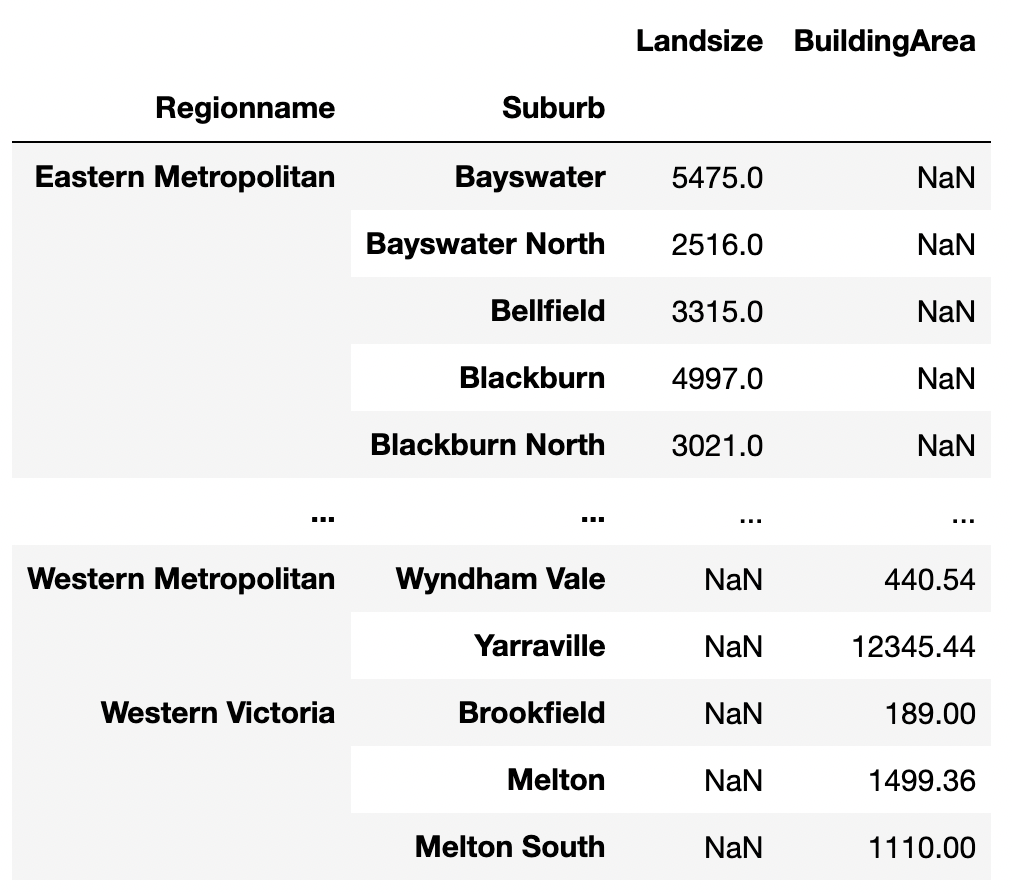 Landsize BuildingArea
Regionname Suburb
Eastern Metropolitan Bayswater 5475.0 NaN
Bayswater North 2516.0 NaN
Bellfield 3315.0 NaN
Blackburn 4997.0 NaN
Blackburn North 3021.0 NaN
... ... ... ...
Western Metropolitan Wyndham Vale NaN 440.54
Yarraville NaN 12345.44
Western Victoria Brookfield NaN 189.00
Melton NaN 1499.36
Melton South NaN 1110.00